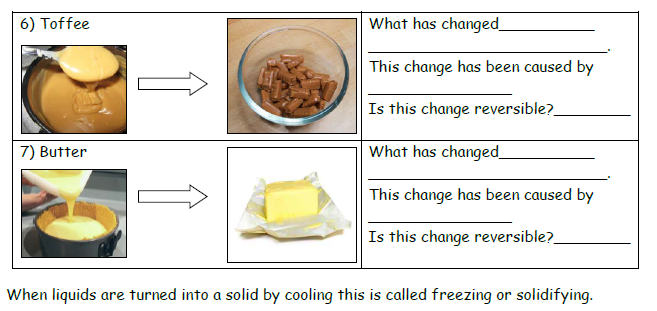 6) Toffee
What has changed___________
____________________________.
This change has been caused by
_________________
Is this change reversible?_________
7) Butter
What has changed___________
____________________________.
This change has been caused by
_________________
Is this change reversible?_________
When liquids are turned into a solid by cooling this is called freezing or solidifying.